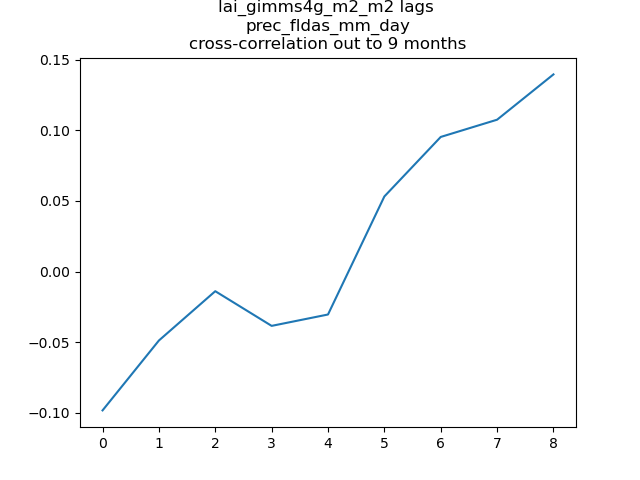 lai_gimms4g_m2_m2 lags
prec_fldas_mm_day
cross-correlation out to 9 months
0.15
0.10
0.05
0.00
−0.05
−0.10
0 1 2 3 4 5 6 7 8